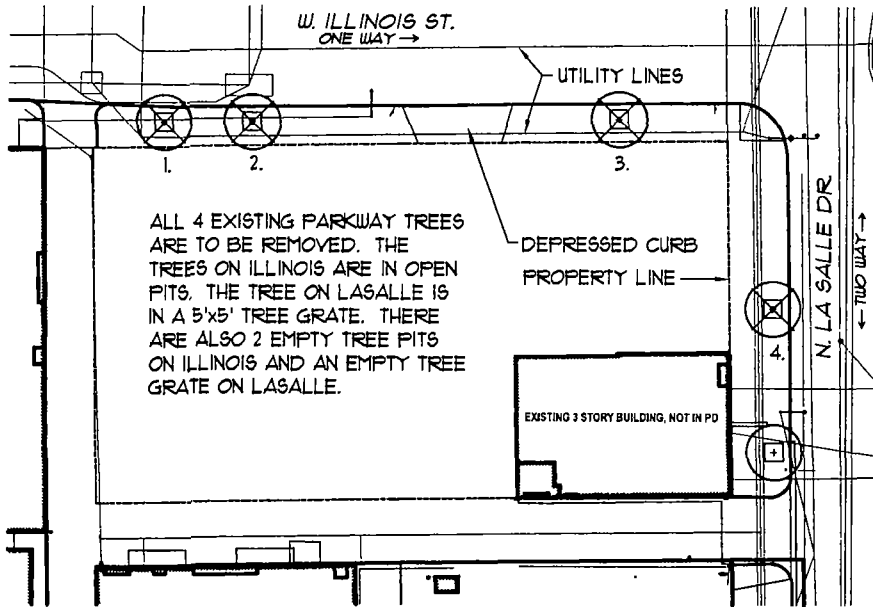 W. ILLINOIS ST.
ONE WAY →
UTILITY LINES
1.
2.
3.
ALL 4 EXISTING PARKWAY TREES
ARE TO BE REMOVED. THE
TREES ON ILLINOIS ARE IN OPEN
PITS. THE TREE ON LASALLE IS
IN A 5'x5' TREE GRATE. THERE
ARE ALSO 2 EMPTY TREE PITS
ON ILLINOIS AND AN EMPTY TREE
GRATE ON LASALLE.
DEPRESSED CURB
PROPERTY LINE
N. LA SALLE DR.
← TWO WAY →
4.
EXISTING 3 STORY BUILDING, NOT IN PD